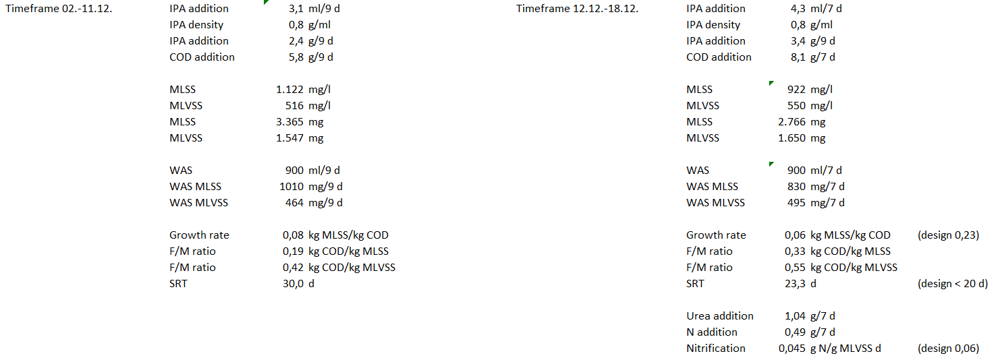 Timeframe 02.-11.12. IPA addition 3,1 ml/9 d Timeframe 12.12.-18.12. IPA addition 4,3 ml/7 d
IPA density 0,8 g/ml IPA density 0,8 g/ml
IPA addition 2,4 g/9 d IPA addition 3,4 g/9 d
COD addition 5,8 g/9 d COD addition 8,1 g/7 d
MLSS 1.122 mg/l MLSS 922 mg/l
MLVSS 516 mg/l MLVSS 550 mg/l
MLSS 3.365 mg MLSS 2.766 mg
MLVSS 1.547 mg MLVSS 1.650 mg
WAS 900 ml/9 d WAS 900 ml/7 d
WAS MLSS 1010 mg/9 d WAS MLSS 830 mg/7 d
WAS MLVSS 464 mg/9 d WAS MLVSS 495 mg/7 d
Growth rate 0,08 kg MLSS/kg COD Growth rate 0,06 kg MLSS/kg COD (design 0,23)
F/M ratio 0,19 kg COD/kg MLSS F/M ratio 0,33 kg COD/kg MLSS
F/M ratio 0,42 kg COD/kg MLVSS F/M ratio 0,55 kg COD/kg MLVSS
SRT 30,0 d SRT 23,3 d (design < 20 d)
Urea addition 1,04 g/7 d
N addition 0,49 g/7 d
Nitrification 0,045 g N/g MLVSS d (design 0,06)